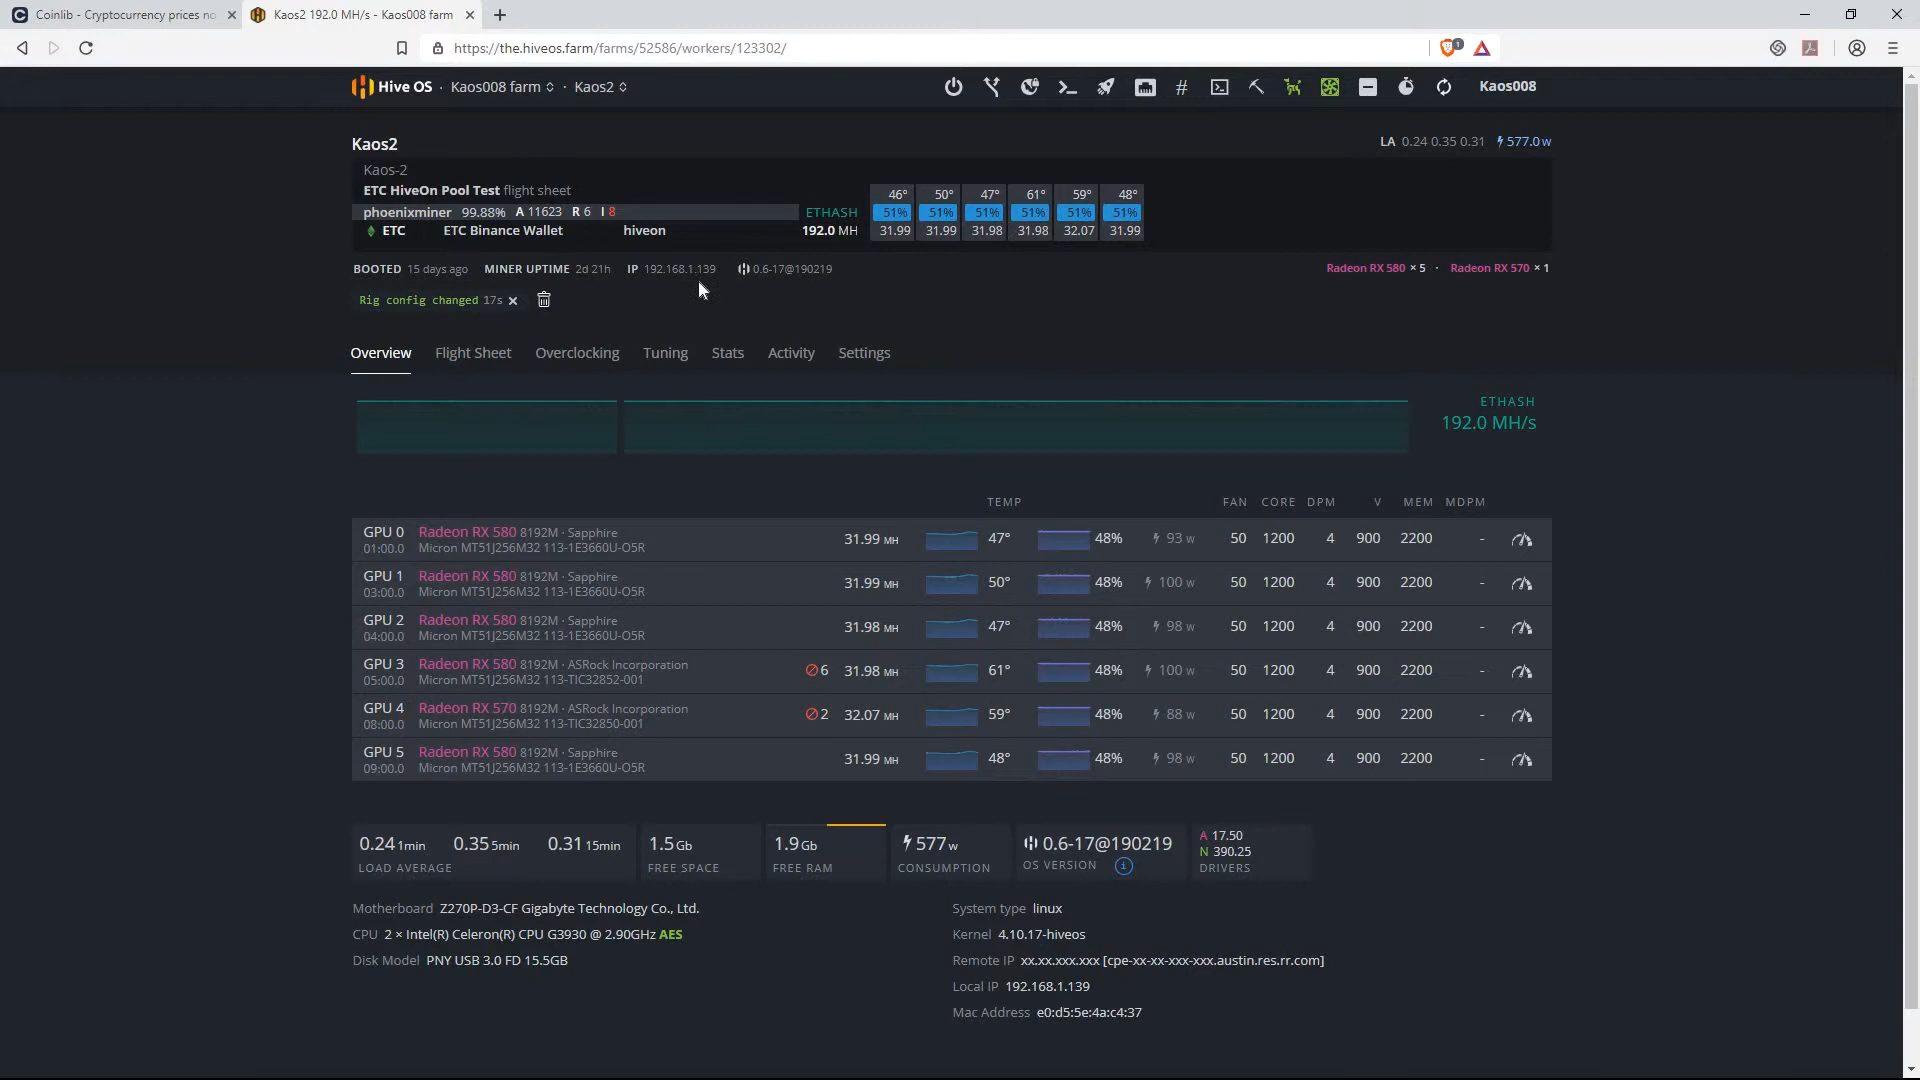 Coinlib - Cryptocurrency prices no
Kaos2 192.0 MH/s - Kaos008 farm
https://the.hiveos.farm/farms/52586/workers/123302/
Hive OS · Kaos008 farm · Kaos2
Kaos008
Kaos2
LA 0.24 0.35 0.31 577.0 w
Kaos-2
ETC HiveOn Pool Test flight sheet
46° 50° 47° 61° 59° 48°
phoenixminer 99.88% A 11623 R 6 I 8 ETHASH 51% 51% 51% 51% 51% 51%
ETC ETC Binance Wallet hiveon 192.0 MH 31.99 31.99 31.98 31.98 32.07 31.99
BOOTED 15 days ago MINER UPTIME 2d 21h IP 192.168.1.139 0.6-17@190219
Radeon RX 580 × 5 · Radeon RX 570 × 1
Rig config changed 17s
Overview Flight Sheet Overclocking Tuning Stats Activity Settings
ETHASH
192.0 MH/s
TEMP FAN CORE DPM V MEM MDPM
GPU 0 Radeon RX 580 8192M · Sapphire
01:00.0 Micron MT51J256M32 113-1E3660U-O5R
31.99 MH 47° 48% 93 w 50 1200 4 900 2200 -
GPU 1 Radeon RX 580 8192M · Sapphire
03:00.0 Micron MT51J256M32 113-1E3660U-O5R
31.99 MH 50° 48% 100 w 50 1200 4 900 2200 -
GPU 2 Radeon RX 580 8192M · Sapphire
04:00.0 Micron MT51J256M32 113-1E3660U-O5R
31.98 MH 47° 48% 98 w 50 1200 4 900 2200 -
GPU 3 Radeon RX 580 8192M · ASRock Incorporation
05:00.0 Micron MT51J256M32 113-TIC32852-001
6 31.98 MH 61° 48% 100 w 50 1200 4 900 2200 -
GPU 4 Radeon RX 570 8192M · ASRock Incorporation
08:00.0 Micron MT51J256M32 113-TIC32850-001
2 32.07 MH 59° 48% 88 w 50 1200 4 900 2200 -
GPU 5 Radeon RX 580 8192M · Sapphire
09:00.0 Micron MT51J256M32 113-1E3660U-O5R
31.99 MH 48° 48% 98 w 50 1200 4 900 2200 -
0.24 1min 0.35 5min 0.31 15min
LOAD AVERAGE
1.5 Gb
FREE SPACE
1.9 Gb
FREE RAM
577 w
CONSUMPTION
0.6-17@190219
OS VERSION
A 17.50
N 390.25
DRIVERS
Motherboard Z270P-D3-CF Gigabyte Technology Co., Ltd.
CPU 2 × Intel(R) Celeron(R) CPU G3930 @ 2.90GHz AES
Disk Model PNY USB 3.0 FD 15.5GB
System type linux
Kernel 4.10.17-hiveos
Remote IP xx.xx.xxx.xxx [cpe-xx-xx-xxx-xxx.austin.res.rr.com]
Local IP 192.168.1.139
Mac Address e0:d5:5e:4a:c4:37